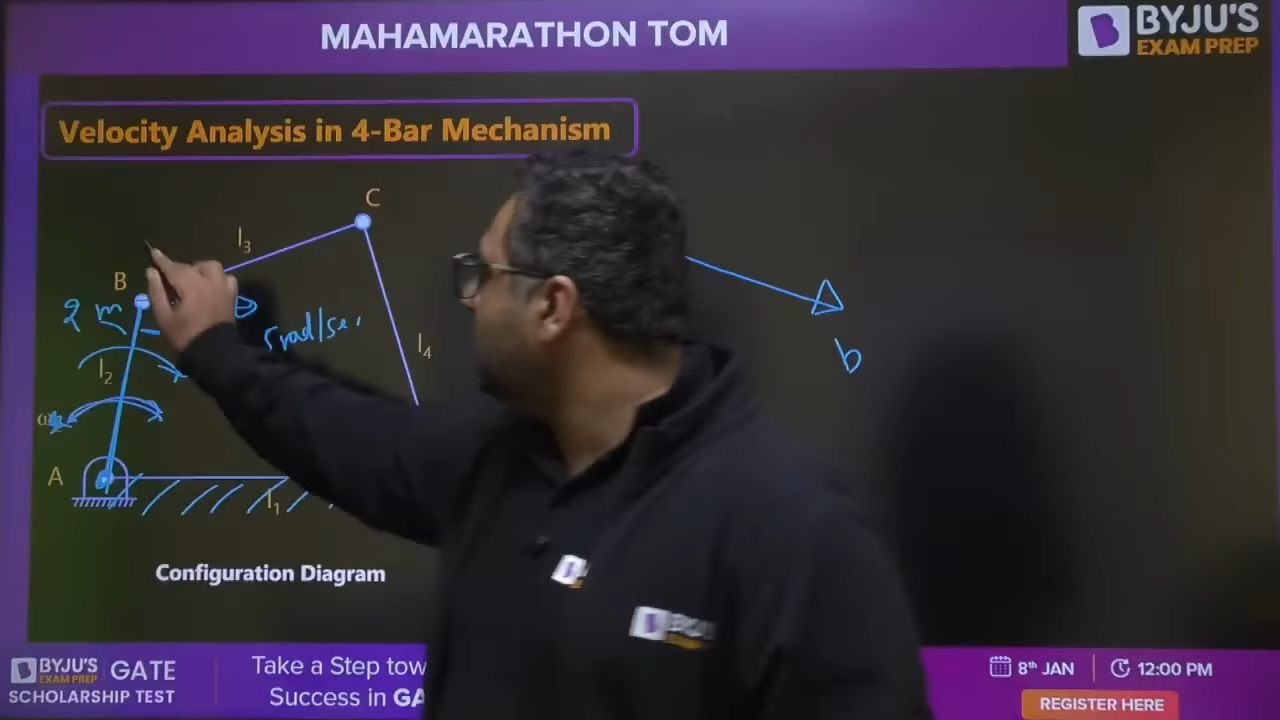 MAHAMARATHON TOM
BYJU'S
EXAM PREP
Velocity Analysis in 4-Bar Mechanism
C
l3
B
2 m
5 rad/sec
l2
l4
b
A
l1
Configuration Diagram
BYJU'S
EXAM PREP
GATE
SCHOLARSHIP TEST
Take a Step tow
Success in GA
8th JAN
12:00 PM
REGISTER HERE